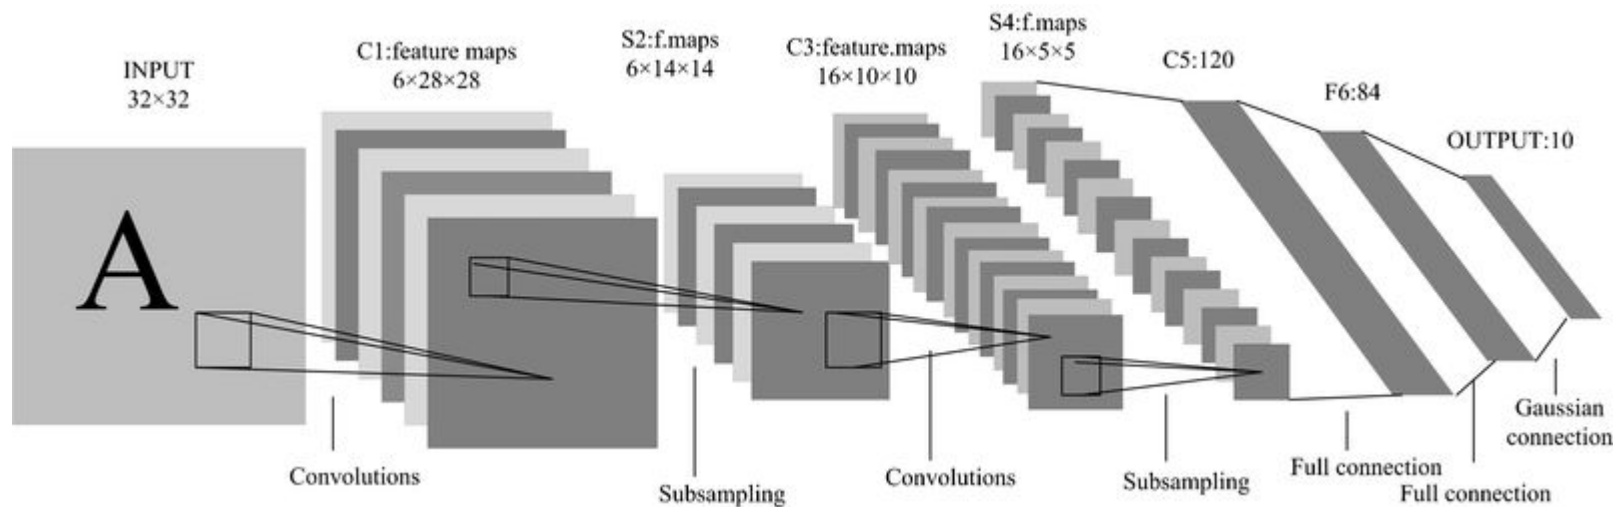 INPUT
32×32
C1:feature maps
6×28×28
S2:f.maps
6×14×14
C3:feature.maps
16×10×10
S4:f.maps
16×5×5
C5:120
F6:84
OUTPUT:10
A
Convolutions
Subsampling
Convolutions
Subsampling
Full connection
Full connection
Gaussian
connection